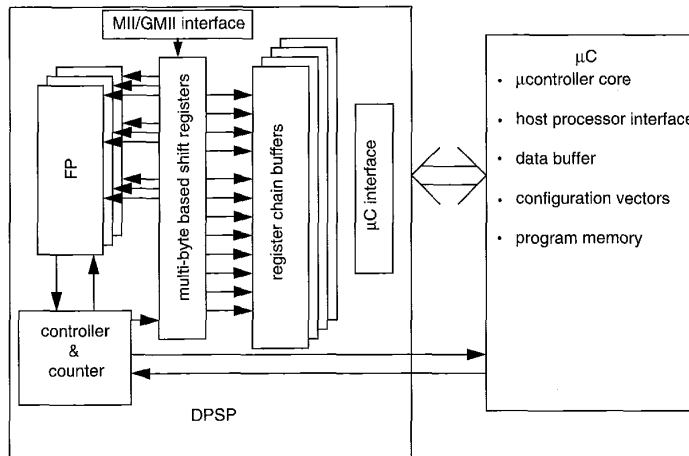 MII/GMII interface
FP
multi-byte based shift registers
register chain buffers
µC interface
controller
&
counter
DPSP
µC
• µcontroller core
• host processor interface
• data buffer
• configuration vectors
• program memory